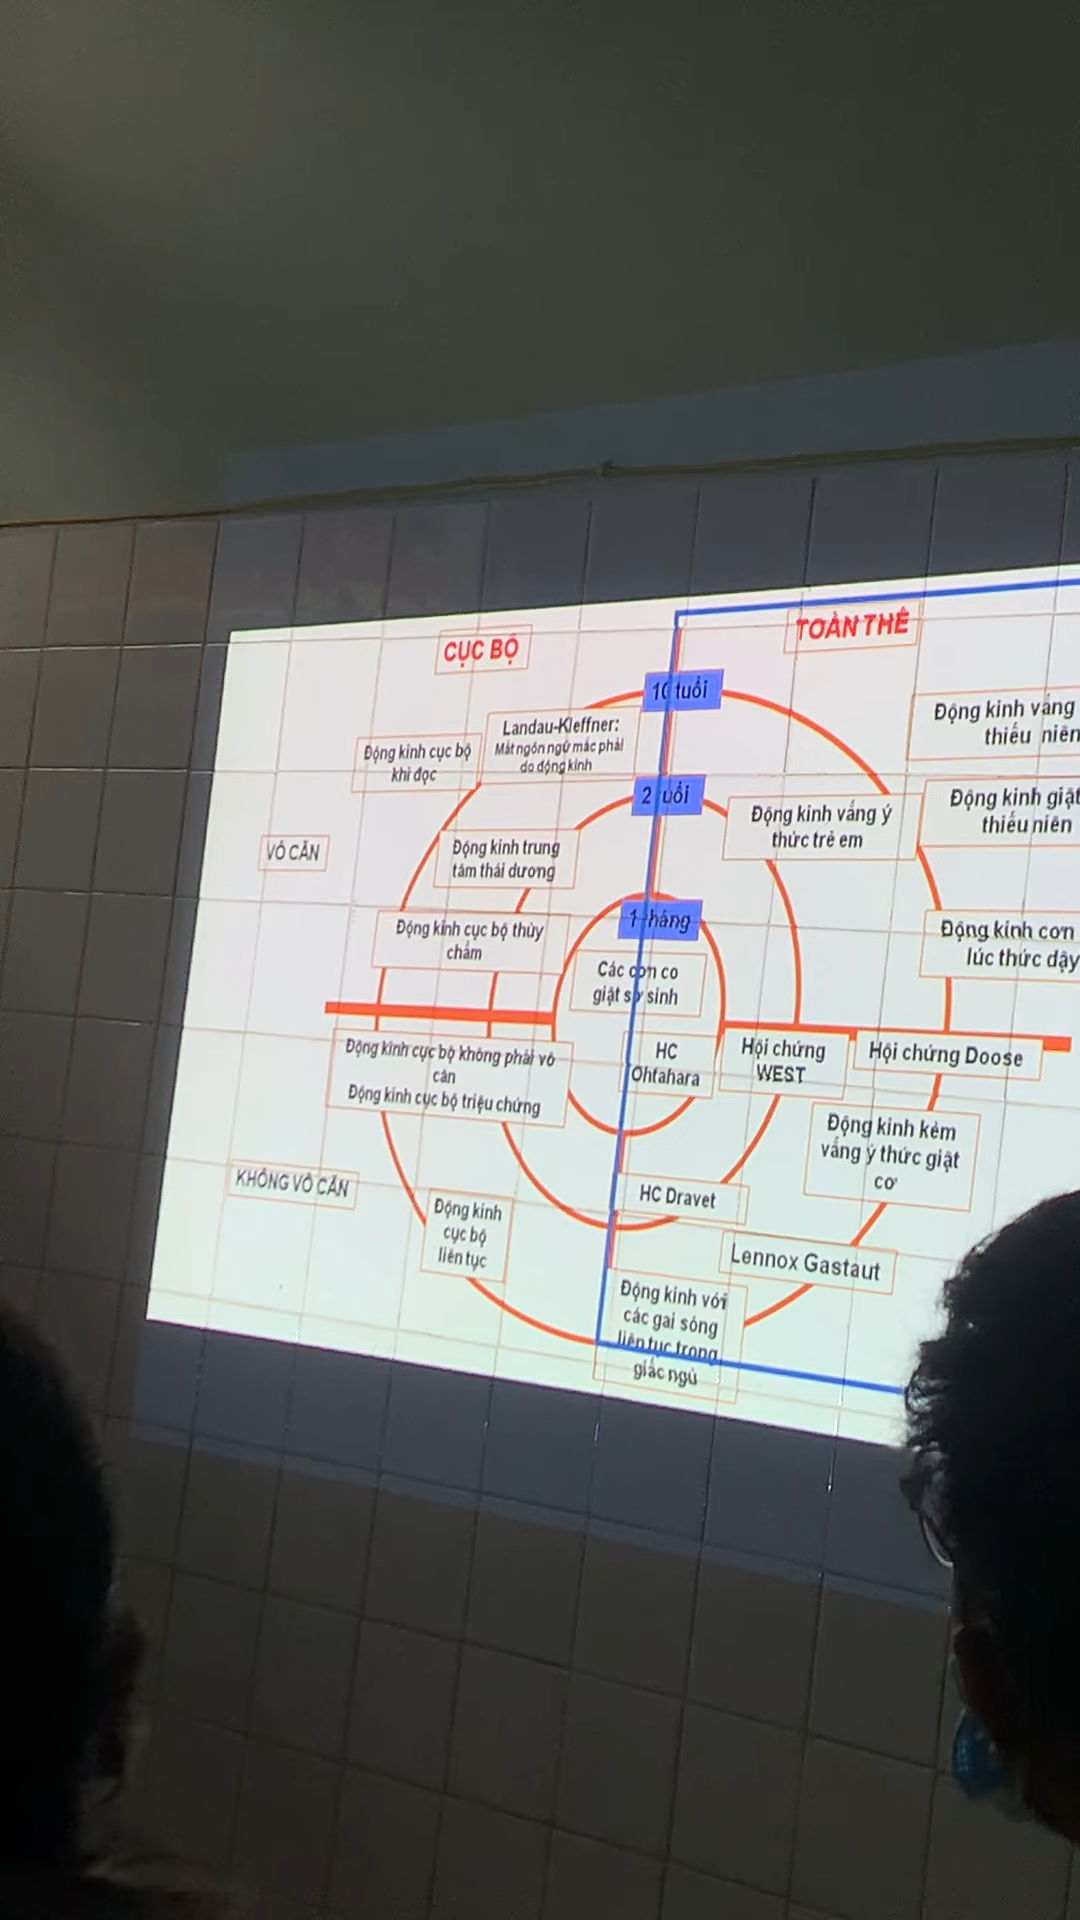 CỤC BỘ
TOÀN THỂ
10 tuổi
Landau-Kleffner:
Mất ngôn ngữ mắc phải
do động kinh
Động kinh cục bộ
khi đọc
Động kinh vắng
thiếu niên
2 tuổi
Động kinh vắng ý
thức trẻ em
Động kinh giật
thiếu niên
VÔ CĂN
Động kinh trung
tâm thái dương
1 tháng
Động kinh cục bộ thùy
chẩm
Động kinh cơn
lúc thức dậy
Các cơn co
giật sơ sinh
Động kinh cục bộ không phải vô
căn
Động kinh cục bộ triệu chứng
HC
Ohtahara
Hội chứng
WEST
Hội chứng Doose
Động kinh kèm
vắng ý thức giật
cơ
KHÔNG VÔ CĂN
HC Dravet
Động kinh
cục bộ
liên tục
Lennox Gastaut
Động kinh với
các gai sóng
liên tục trong
giấc ngủ